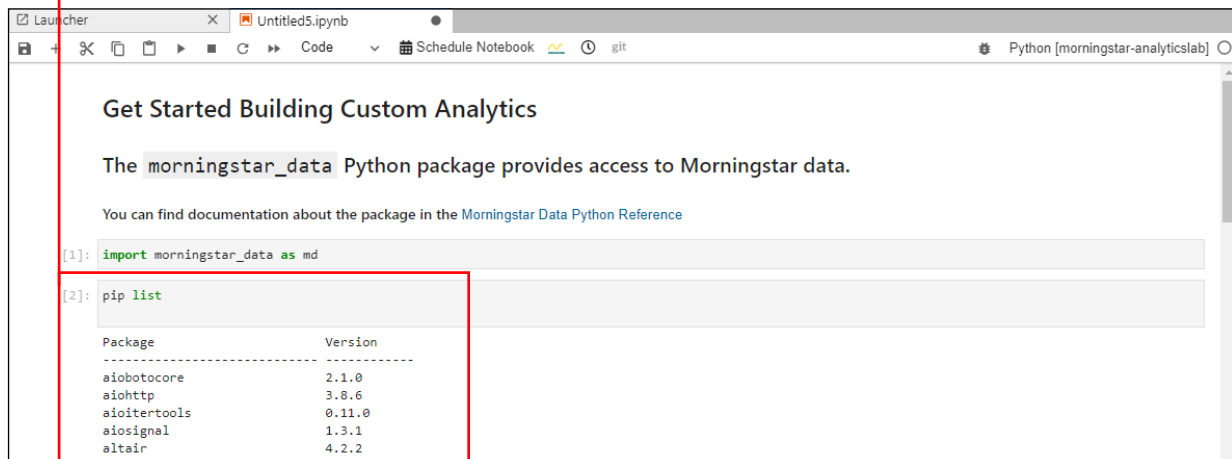 Launcher Untitled5.ipynb
Code Schedule Notebook git Python [morningstar-analyticslab]
Get Started Building Custom Analytics
The morningstar_data Python package provides access to Morningstar data.
You can find documentation about the package in the Morningstar Data Python Reference
[1]: import morningstar_data as md
[2]: pip list
Package Version
----------------------------- ------------
aiobotocore 2.1.0
aiohttp 3.8.6
aioitertools 0.11.0
aiosignal 1.3.1
altair 4.2.2